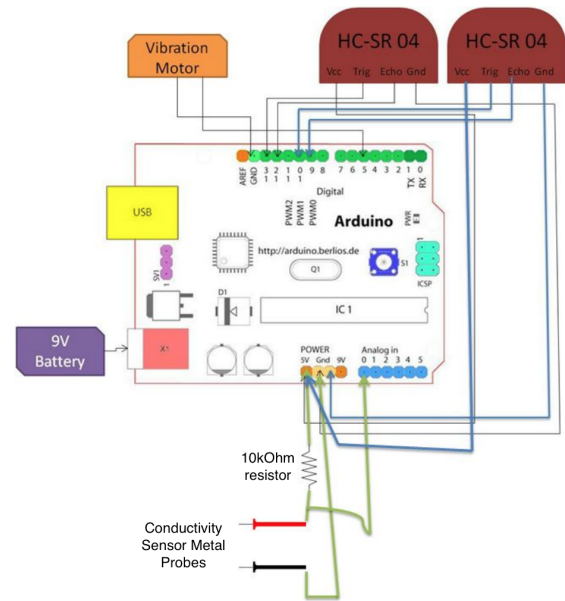 HC-SR 04
HC-SR 04
Vcc Trig Echo Gnd
Vcc Trig Echo Gnd
Vibration
Motor
AREF
GND
13
12
11
10
9
8
7
6
5
4
3
2
1
0
TX
RX
Digital
PWM2
PWM1
PWM0
Arduino
PWR
USB
http://arduino.berlios.de
SV1
1
Q1
S1
1
ICSP
D1
IC 1
9V
Battery
X1
POWER
5V Gnd 9V
Analog in
0 1 2 3 4 5
10kOhm
resistor
Conductivity
Sensor Metal
Probes